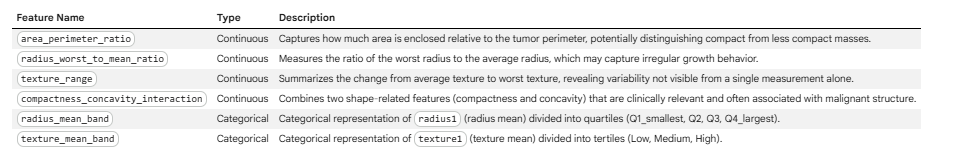 Feature Name Type Description
area_perimeter_ratio Continuous Captures how much area is enclosed relative to the tumor perimeter, potentially distinguishing compact from less compact masses.
radius_worst_to_mean_ratio Continuous Measures the ratio of the worst radius to the average radius, which may capture irregular growth behavior.
texture_range Continuous Summarizes the change from average texture to worst texture, revealing variability not visible from a single measurement alone.
compactness_concavity_interaction Continuous Combines two shape-related features (compactness and concavity) that are clinically relevant and often associated with malignant structure.
radius_mean_band Categorical Categorical representation of radius1 (radius mean) divided into quartiles (Q1_smallest, Q2, Q3, Q4_largest).
texture_mean_band Categorical Categorical representation of texture1 (texture mean) divided into tertiles (Low, Medium, High).